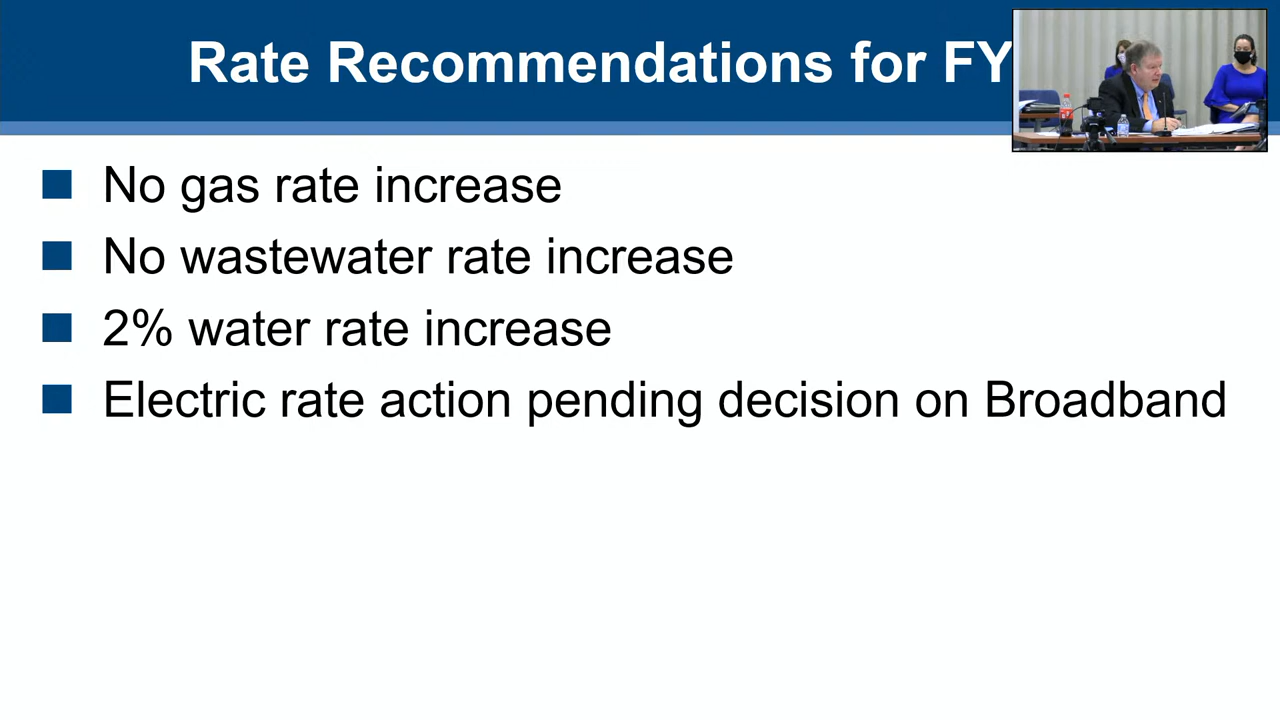 Rate Recommendations for FY
No gas rate increase
No wastewater rate increase
2% water rate increase
Electric rate action pending decision on Broadband